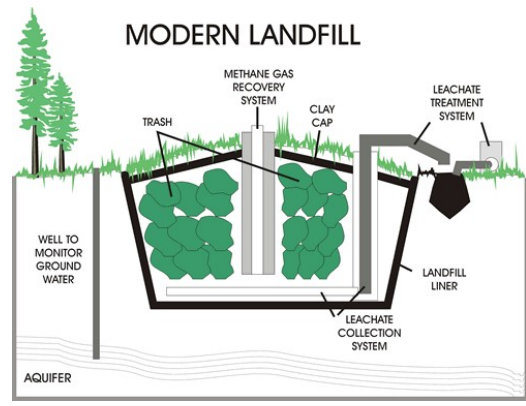 MODERN LANDFILL
METHANE GAS
RECOVERY
SYSTEM
LEACHATE
TREATMENT
SYSTEM
TRASH
CLAY
CAP
WELL TO
MONITOR
GROUND
WATER
LANDFILL
LINER
LEACHATE
COLLECTION
SYSTEM
AQUIFER